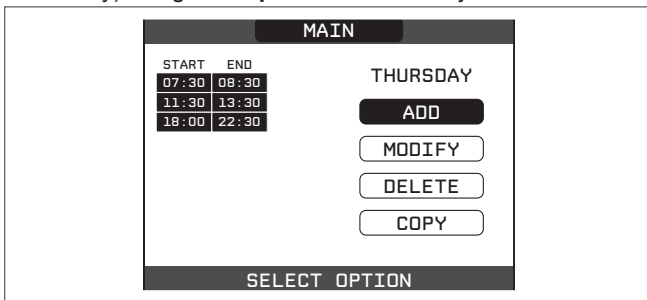 MAIN
START END
07:30 08:30
11:30 13:30
18:00 22:30
THURSDAY
ADD
MODIFY
DELETE
COPY
SELECT OPTION